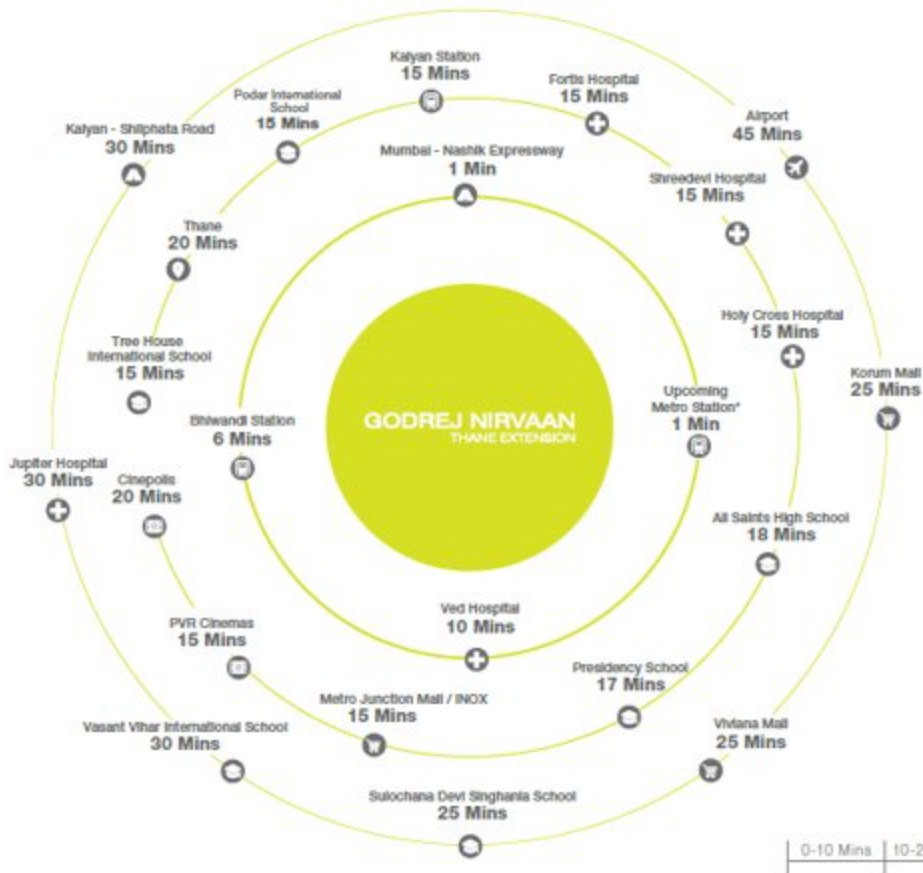 Kalyan Station
15 Mins
Fortis Hospital
15 Mins
Podar International
School
15 Mins
Airport
45 Mins
Kalyan - Shilphata Road
30 Mins
Mumbai - Nashik Expressway
1 Min
Shreedevi Hospital
15 Mins
Thane
20 Mins
Holy Cross Hospital
15 Mins
Tree House
International School
15 Mins
Korum Mall
25 Mins
Upcoming
Metro Station*
1 Min
Bhiwandi Station
6 Mins
GODREJ NIRVAAN
THANE EXTENSION
Jupiter Hospital
30 Mins
Cinepolis
20 Mins
All Saints High School
18 Mins
Ved Hospital
10 Mins
PVR Cinemas
15 Mins
Presidency School
17 Mins
Metro Junction Mall / INOX
15 Mins
Vasant Vihar International School
30 Mins
Viviana Mall
25 Mins
Sulochana Devi Singhania School
25 Mins
0-10 Mins
10-2